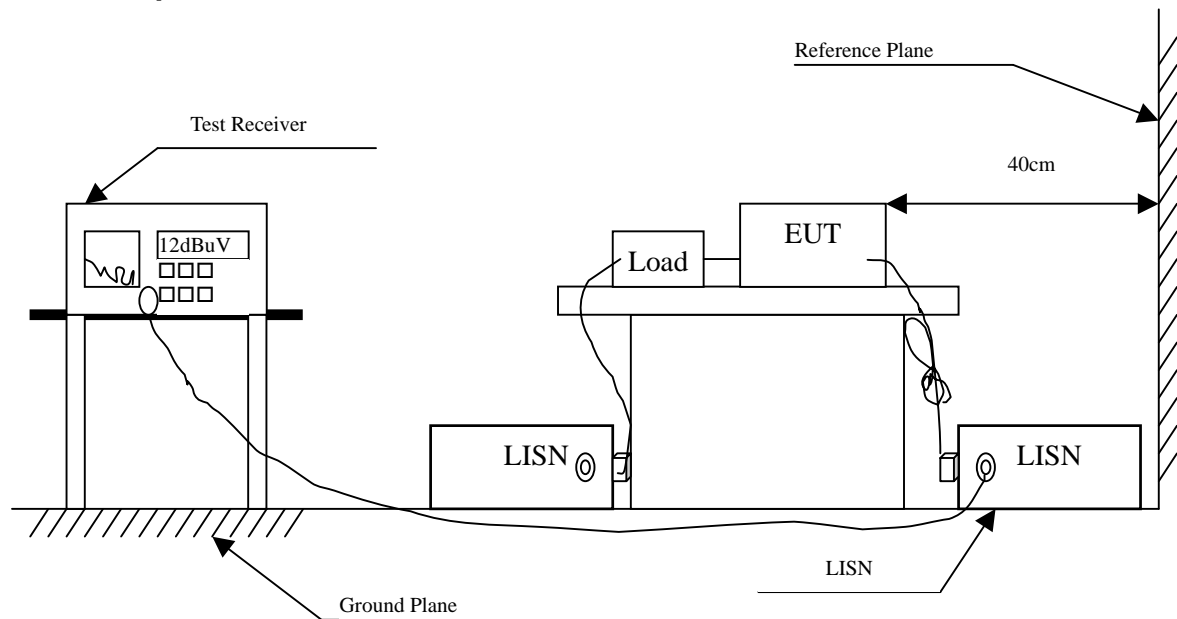 Reference Plane
Test Receiver
40cm
12dBuV
EUT
Load
LISN
LISN
LISN
Ground Plane